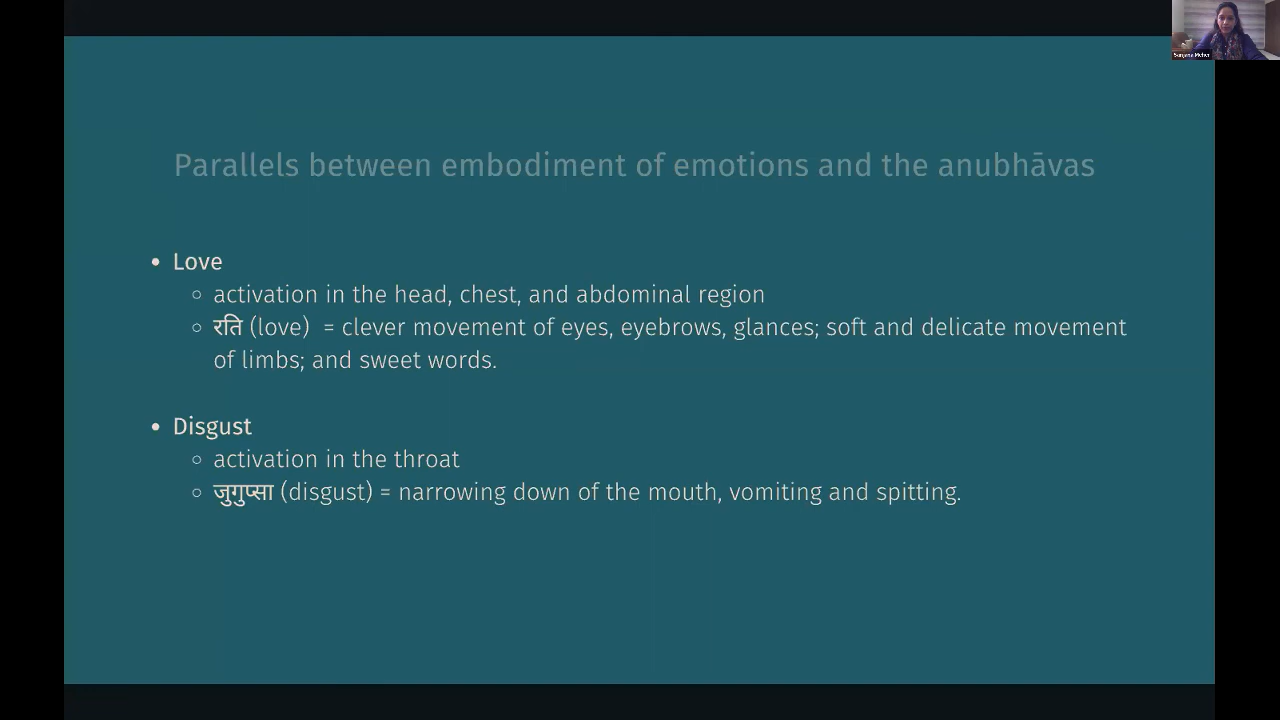 Sanjana Meher
Parallels between embodiment of emotions and the anubhāvas
• Love
○ activation in the head, chest, and abdominal region
○ रति (love) = clever movement of eyes, eyebrows, glances; soft and delicate movement
of limbs; and sweet words.
• Disgust
○ activation in the throat
○ जुगुप्सा (disgust) = narrowing down of the mouth, vomiting and spitting.